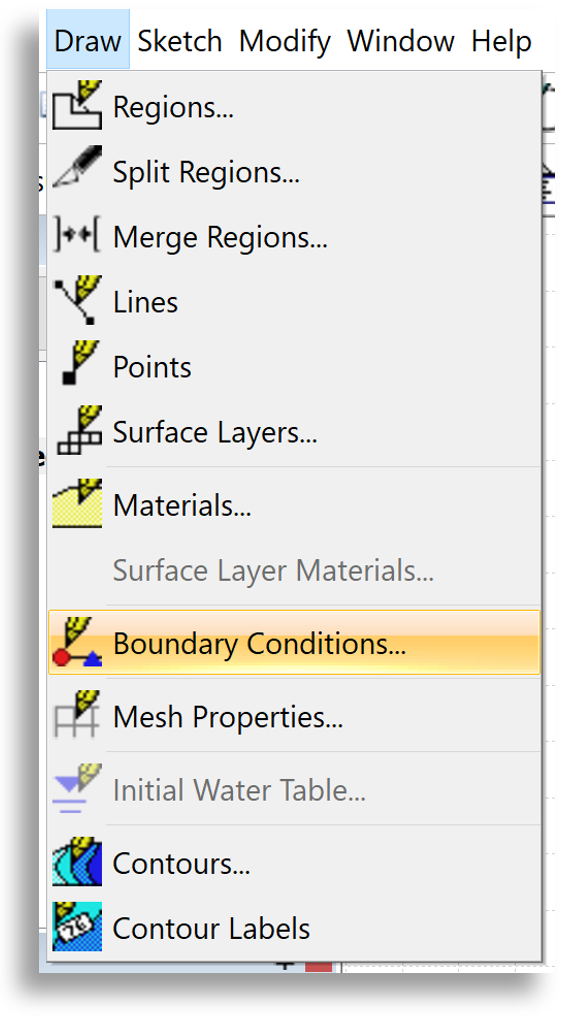 Draw Sketch Modify Window Help
Regions...
Split Regions...
Merge Regions...
Lines
Points
Surface Layers...
Materials...
Surface Layer Materials...
Boundary Conditions...
Mesh Properties...
Initial Water Table...
Contours...
Contour Labels